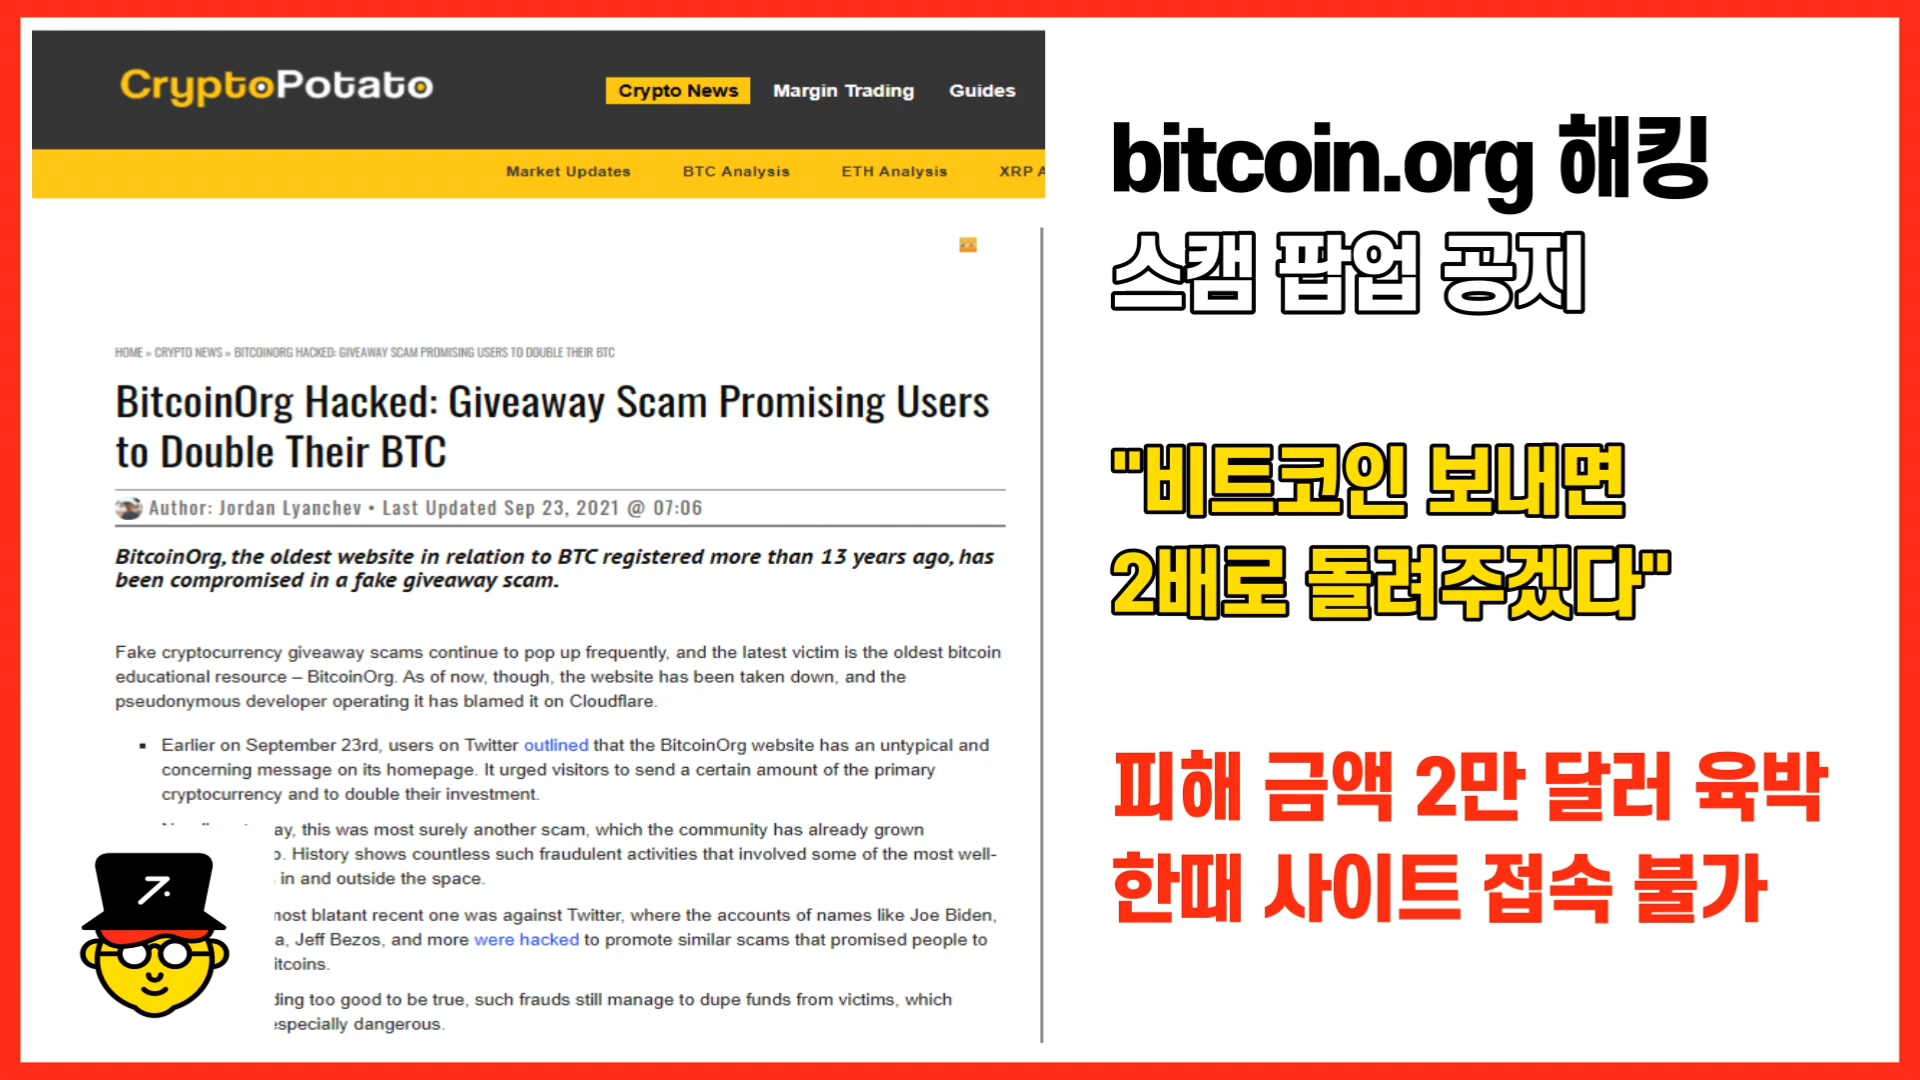 CryptoPotato
Crypto News Margin Trading Guides
Market Updates BTC Analysis ETH Analysis XRP A
HOME » CRYPTO NEWS » BITCOINORG HACKED: GIVEAWAY SCAM PROMISING USERS TO DOUBLE THEIR BTC
BitcoinOrg Hacked: Giveaway Scam Promising Users
to Double Their BTC
Author: Jordan Lyanchev • Last Updated Sep 23, 2021 @ 07:06
BitcoinOrg, the oldest website in relation to BTC registered more than 13 years ago, has
been compromised in a fake giveaway scam.
Fake cryptocurrency giveaway scams continue to pop up frequently, and the latest victim is the oldest bitcoin
educational resource – BitcoinOrg. As of now, though, the website has been taken down, and the
pseudonymous developer operating it has blamed it on Cloudflare.
▪ Earlier on September 23rd, users on Twitter outlined that the BitcoinOrg website has an untypical and
concerning message on its homepage. It urged visitors to send a certain amount of the primary
cryptocurrency and to double their investment.
ay, this was most surely another scam, which the community has already grown
o. History shows countless such fraudulent activities that involved some of the most well-
in and outside the space.
most blatant recent one was against Twitter, where the accounts of names like Joe Biden,
a, Jeff Bezos, and more were hacked to promote similar scams that promised people to
itcoins.
ding too good to be true, such frauds still manage to dupe funds from victims, which
especially dangerous.
bitcoin.org 해킹
스캠 팝업 공지
"비트코인 보내면
2배로 돌려주겠다"
피해 금액 2만 달러 육박
한때 사이트 접속 불가